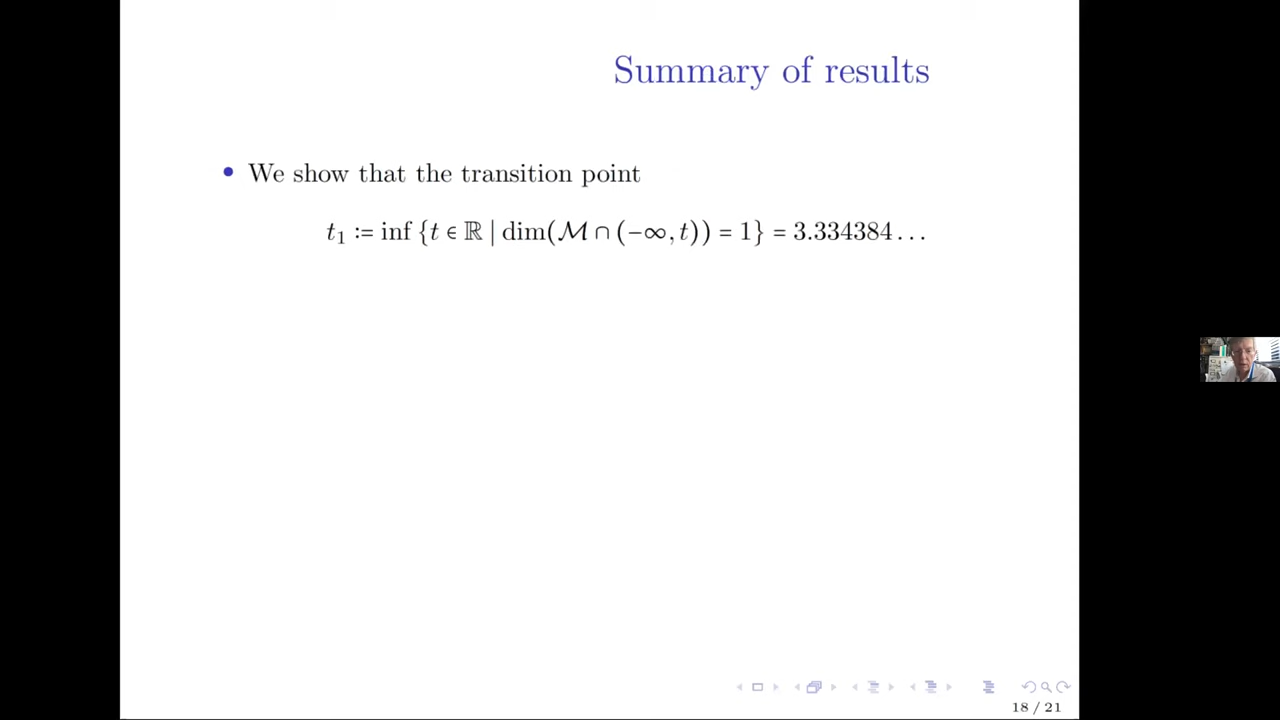 Summary of results
• We show that the transition point
t₁ ≔ inf {t ∈ ℝ | dim(ℳ ∩ (−∞, t)) = 1} = 3.334384…
18 / 21